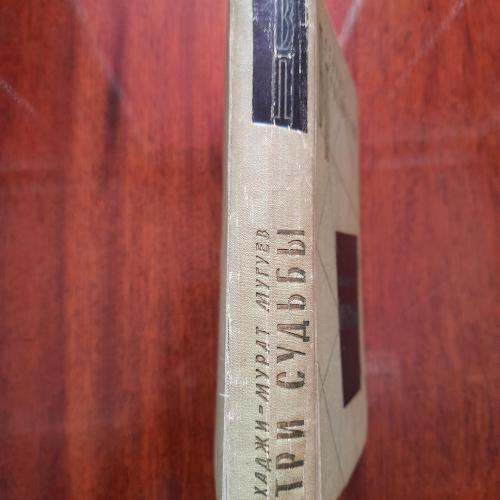 ХАДЖИ-МУРАТ МУГУЕВ
ТРИ СУДЬБЫ